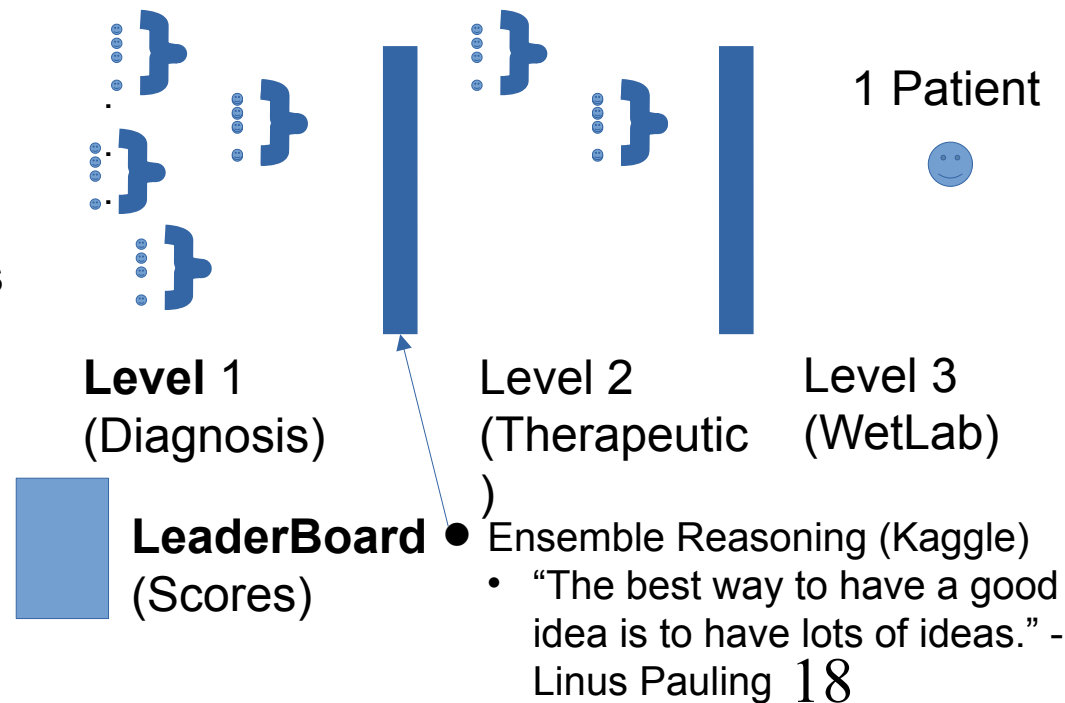 1 Patient
s
Level 1
(Diagnosis)
Level 2
(Therapeutic
)
Level 3
(WetLab)
LeaderBoard
(Scores)
● Ensemble Reasoning (Kaggle)
• “The best way to have a good
idea is to have lots of ideas.” -
Linus Pauling 18